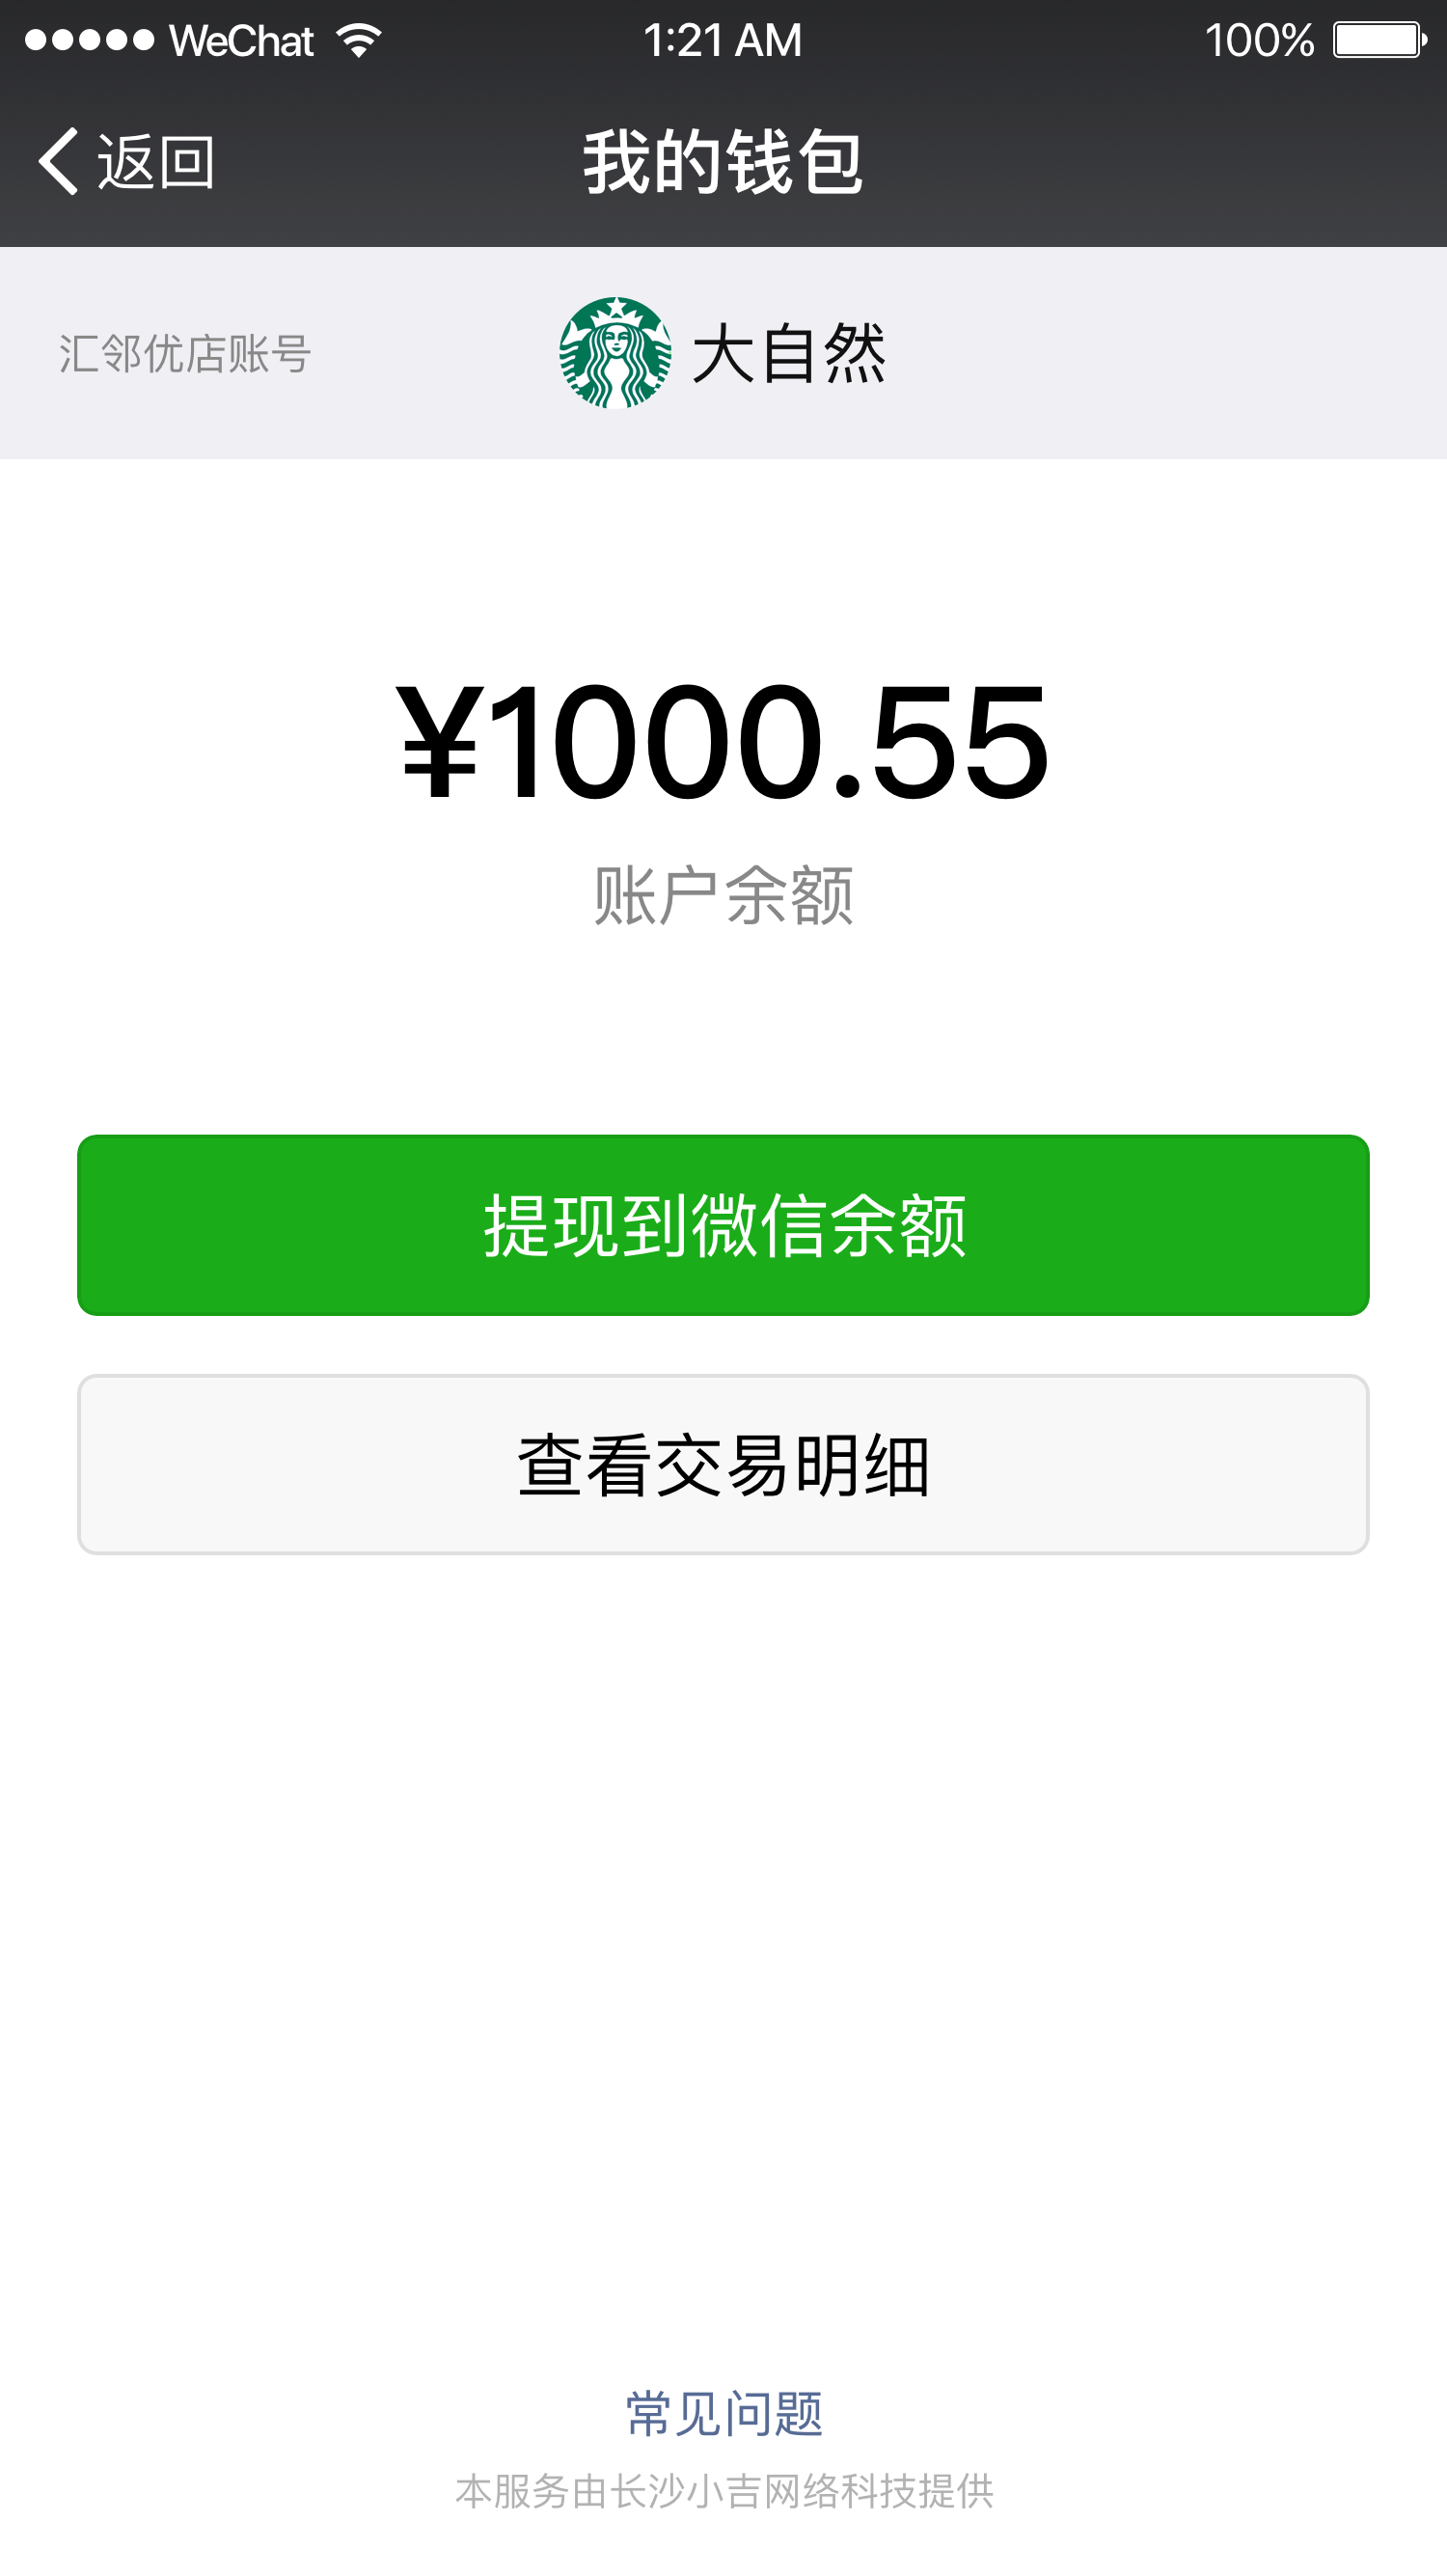 WeChat 1:21 AM 100%
返回 我的钱包
汇邻优店账号 大自然
¥1000.55
账户余额
提现到微信余额
查看交易明细
常见问题
本服务由长沙小吉网络科技提供